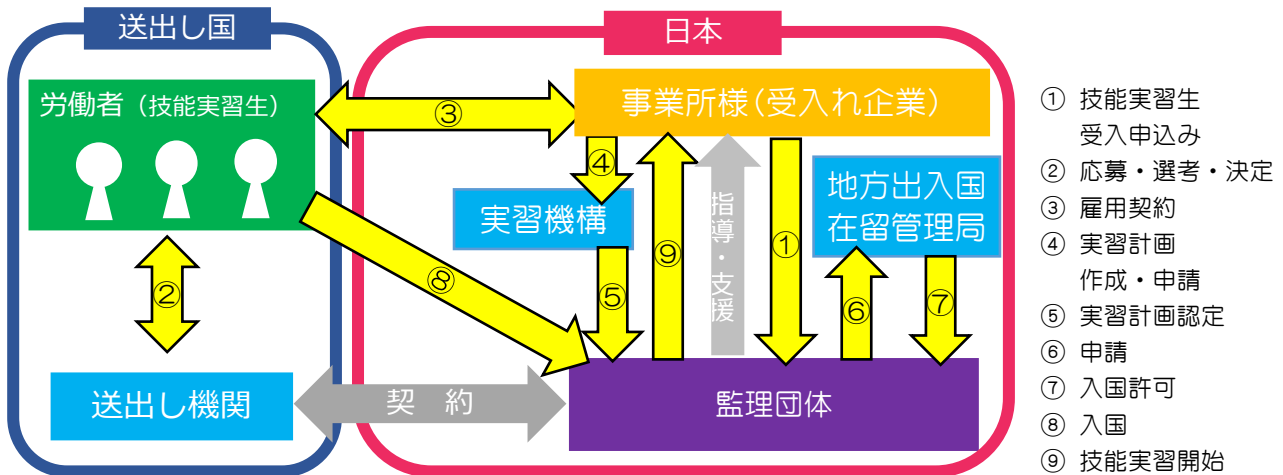 送出し国
日本
労働者（技能実習生）
③
事業所様（受入れ企業）
④
実習機構
地方出入国
在留管理局
指導・支援
⑨
①
②
⑧
⑤
⑥
⑦
送出し機関
契　約
監理団体
① 技能実習生
受入申込み
② 応募・選考・決定
③ 雇用契約
④ 実習計画
作成・申請
⑤ 実習計画認定
⑥ 申請
⑦ 入国許可
⑧ 入国
⑨ 技能実習開始